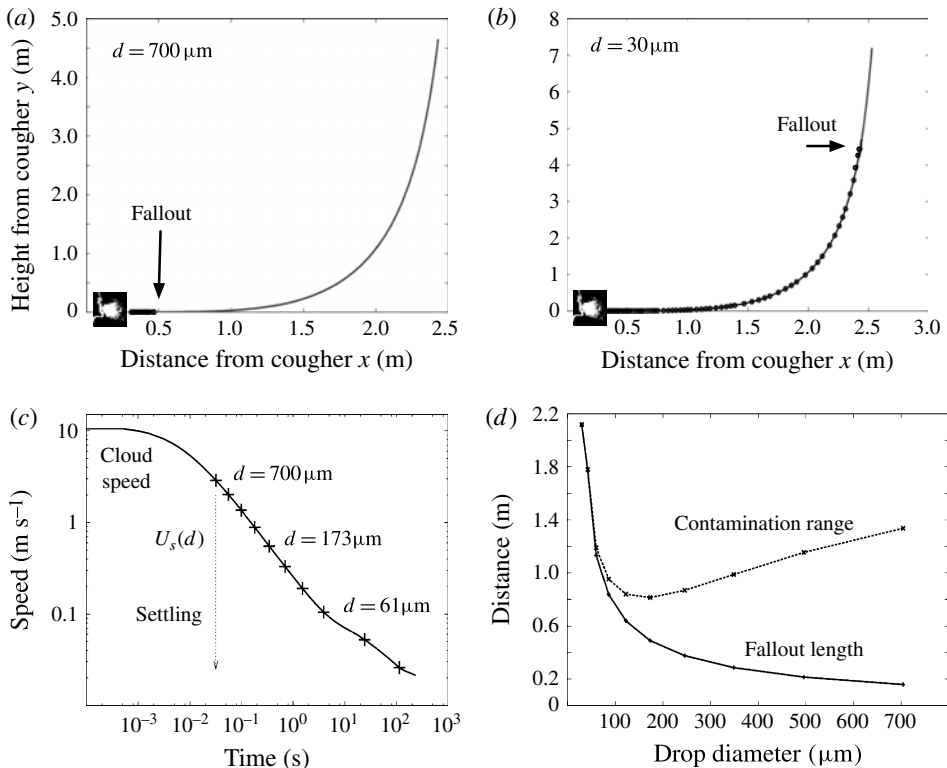 (a)
5.0
4.0
3.0
2.0
1.0
0
d = 700 μm
Fallout
0.5
1.0
1.5
2.0
2.5
Height from cougher y (m)
Distance from cougher x (m)
(b)
8
7
6
5
4
3
2
1
0
d = 30 μm
Fallout
0.5
1.0
1.5
2.0
2.5
3.0
Distance from cougher x (m)
(c)
10
1
0.1
Cloud
speed
d = 700 μm
U_s(d)
d = 173 μm
Settling
d = 61 μm
10⁻³
10⁻²
10⁻¹
10⁰
10¹
10²
10³
Speed (m s⁻¹)
Time (s)
(d)
2.2
1.8
1.4
1.0
0.6
0.2
0
Contamination range
Fallout length
100
200
300
400
500
600
700
Distance (m)
Drop diameter (μm)